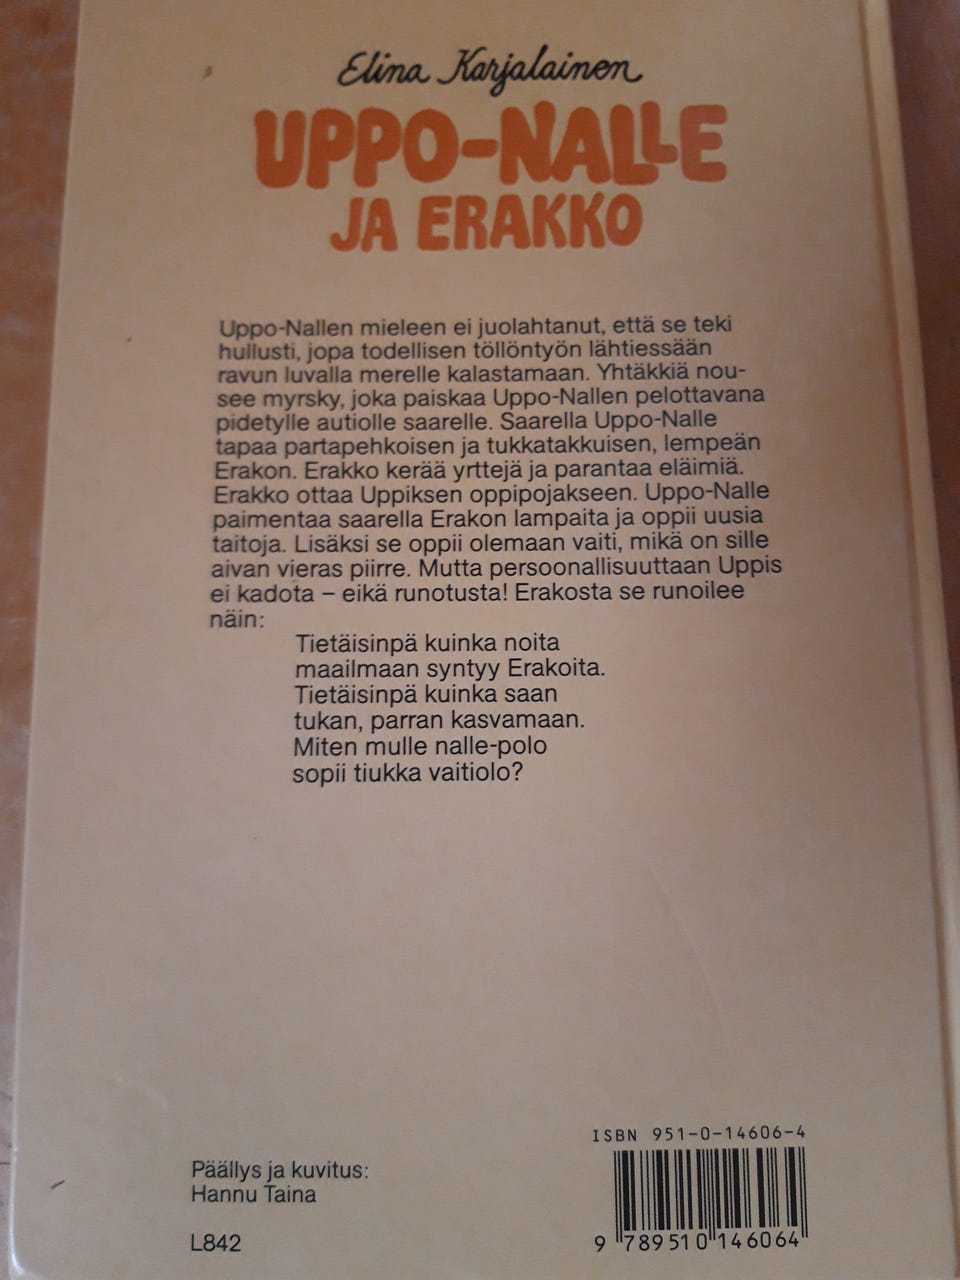 Elina Karjalainen
UPPO-NALLE
JA ERAKKO
Uppo-Nallen mieleen ei juolahtanut, että se teki
hullusti, jopa todellisen töllöntyön lähtiessään
ravun luvalla merelle kalastamaan. Yhtäkkiä nou-
see myrsky, joka paiskaa Uppo-Nallen pelottavana
pidetylle autiolle saarelle. Saarella Uppo-Nalle
tapaa partapehkoisen ja tukkatakkuisen, lempeän
Erakon. Erakko kerää yrttejä ja parantaa eläimiä.
Erakko ottaa Uppiksen oppipojakseen. Uppo-Nalle
paimentaa saarella Erakon lampaita ja oppii uusia
taitoja. Lisäksi se oppii olemaan vaiti, mikä on sille
aivan vieras piirre. Mutta persoonallisuuttaan Uppis
ei kadota – eikä runotusta! Erakosta se runoilee
näin:
Tietäisinpä kuinka noita
maailmaan syntyy Erakoita.
Tietäisinpä kuinka saan
tukan, parran kasvamaan.
Miten mulle nalle-polo
sopii tiukka vaitiolo?
Päällys ja kuvitus:
Hannu Taina
L842
ISBN 951-0-14606-4
9 789510 146064